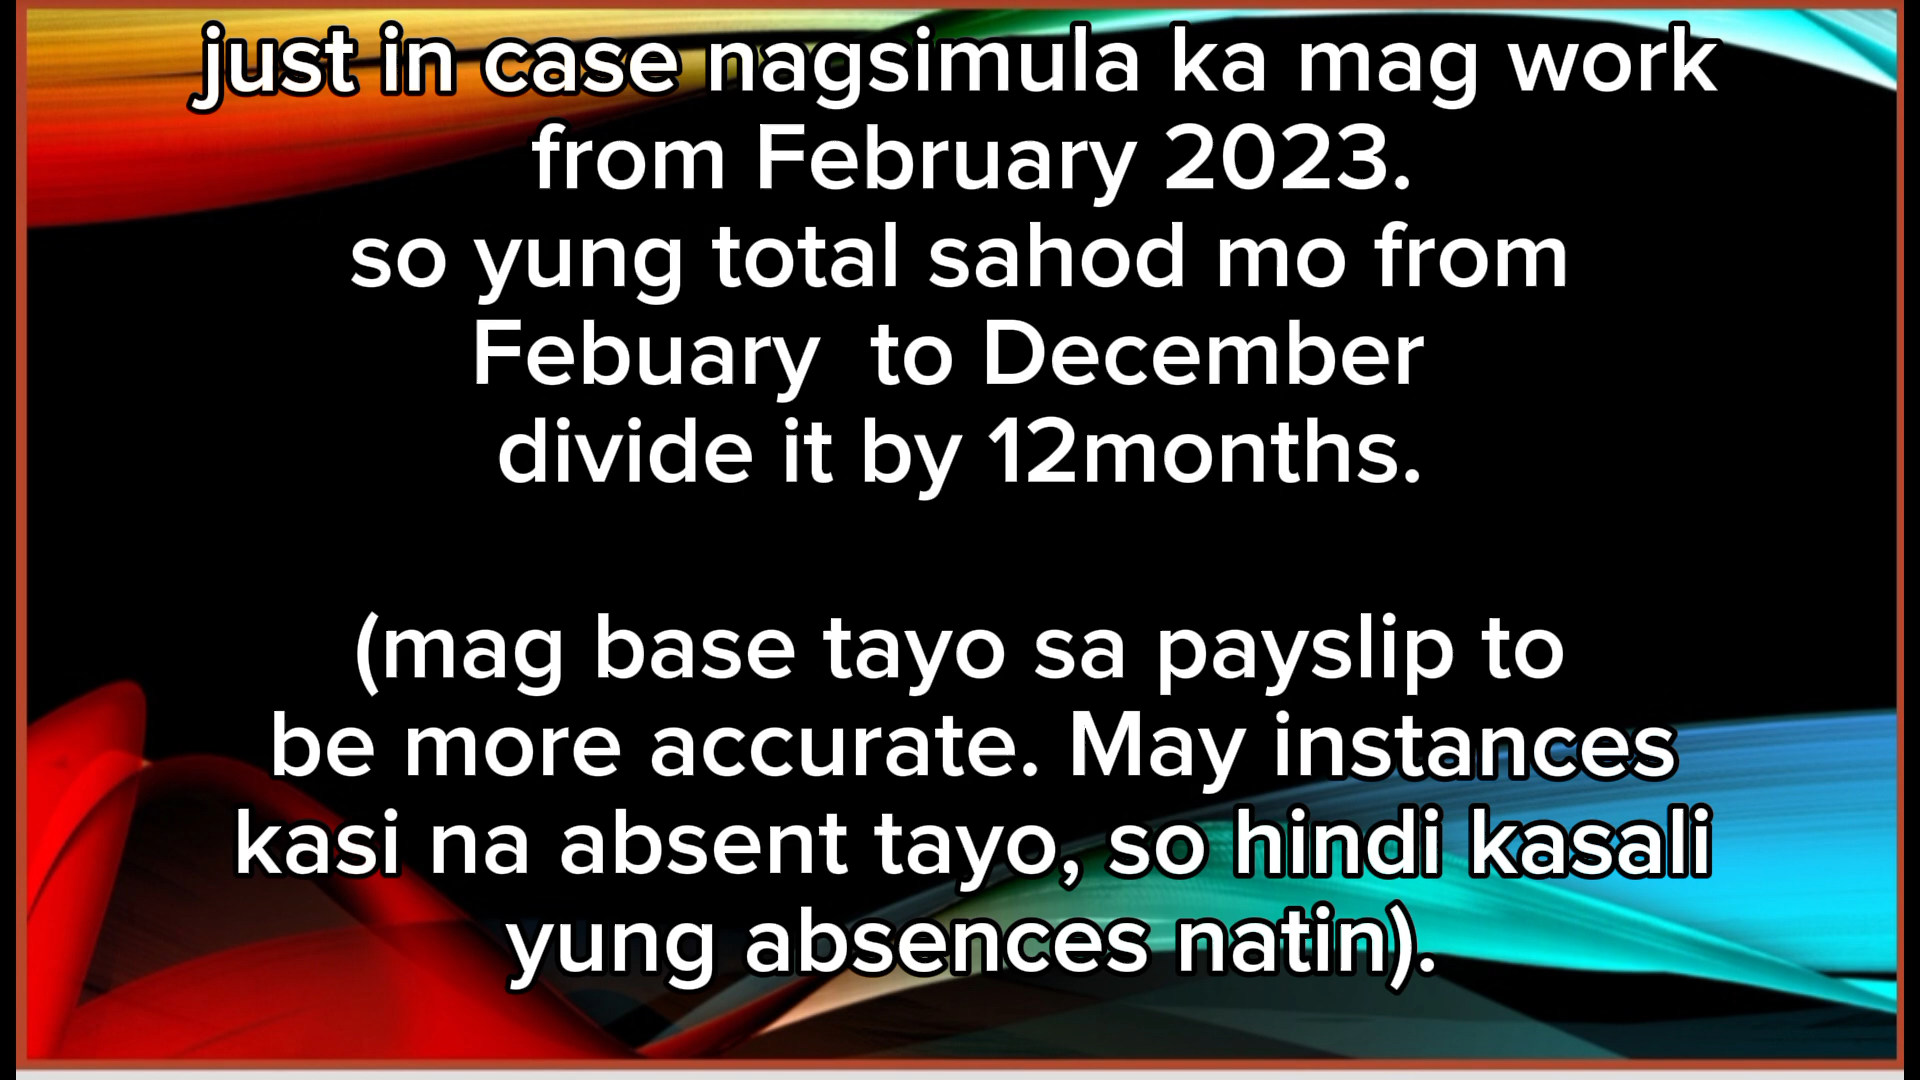 just in case nagsimula ka mag work
from February 2023.
so yung total sahod mo from
Febuary  to December
divide it by 12months.
(mag base tayo sa payslip to
be more accurate. May instances
kasi na absent tayo, so hindi kasali
yung absences natin).